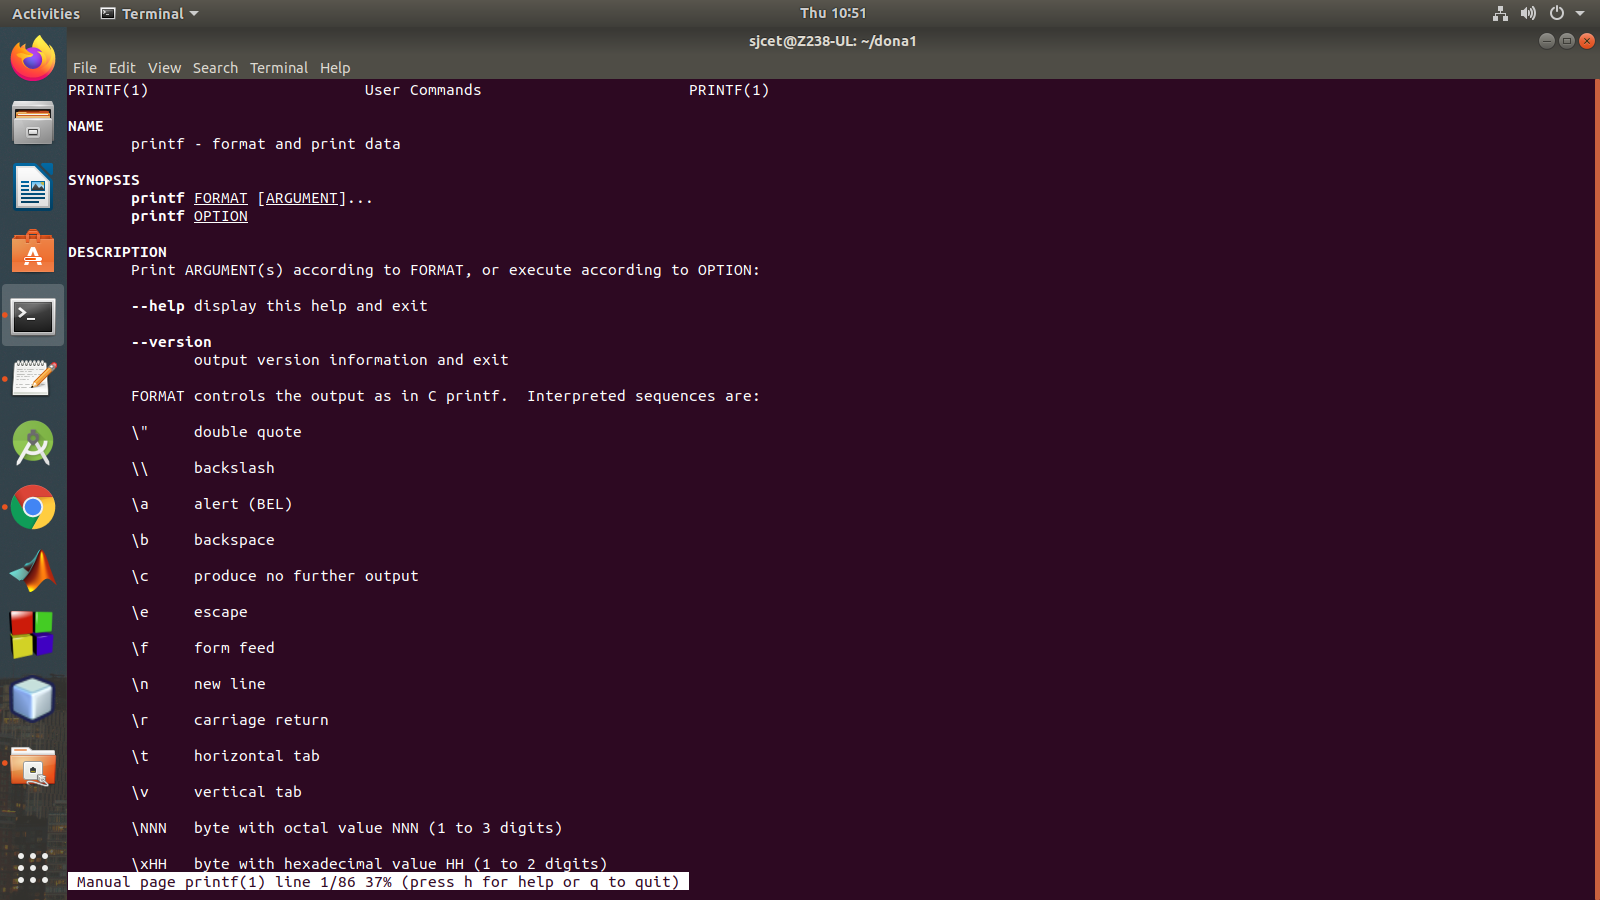 Activities Terminal Thu 10:51
sjcet@Z238-UL: ~/dona1
File Edit View Search Terminal Help
PRINTF(1) User Commands PRINTF(1)
NAME
printf - format and print data
SYNOPSIS
printf FORMAT [ARGUMENT]...
printf OPTION
DESCRIPTION
Print ARGUMENT(s) according to FORMAT, or execute according to OPTION:
--help display this help and exit
--version
output version information and exit
FORMAT controls the output as in C printf. Interpreted sequences are:
\" double quote
\\ backslash
\a alert (BEL)
\b backspace
\c produce no further output
\e escape
\f form feed
\n new line
\r carriage return
\t horizontal tab
\v vertical tab
\NNN byte with octal value NNN (1 to 3 digits)
\xHH byte with hexadecimal value HH (1 to 2 digits)
Manual page printf(1) line 1/86 37% (press h for help or q to quit)